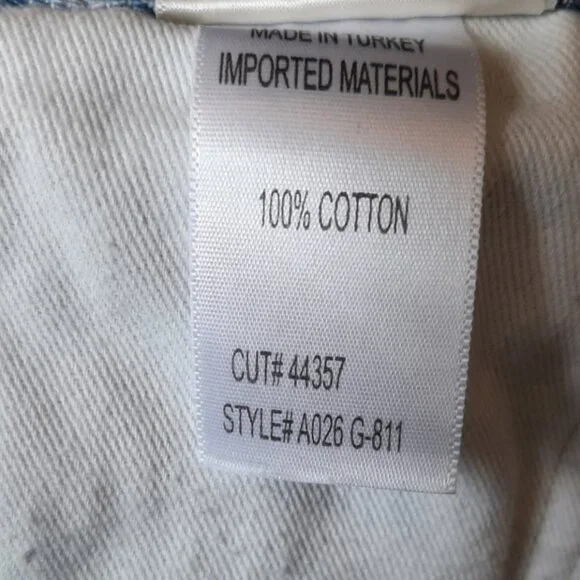 MADE IN TURKEY
IMPORTED MATERIALS
100% COTTON
CUT# 44357
STYLE# A026 G-811